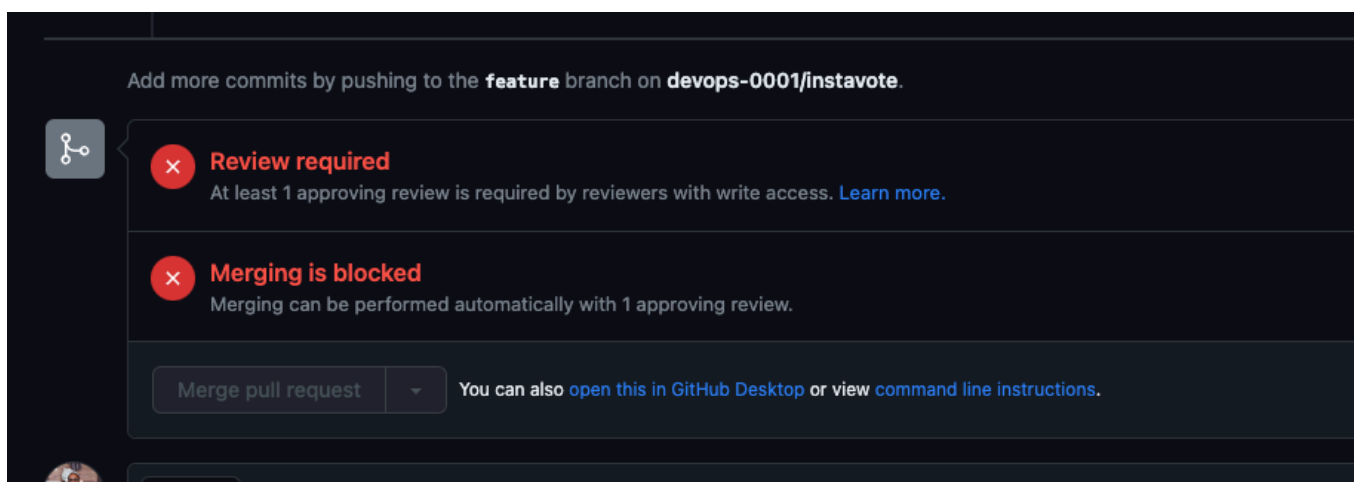 Add more commits by pushing to the feature branch on devops-0001/instavote.
Review required
At least 1 approving review is required by reviewers with write access. Learn more.
Merging is blocked
Merging can be performed automatically with 1 approving review.
Merge pull request
You can also open this in GitHub Desktop or view command line instructions.